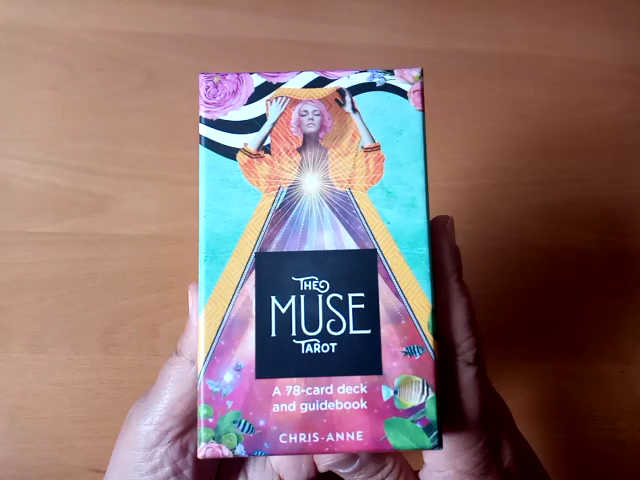 THE
MUSE
TAROT
A 78-card deck
and guidebook
CHRIS-ANNE